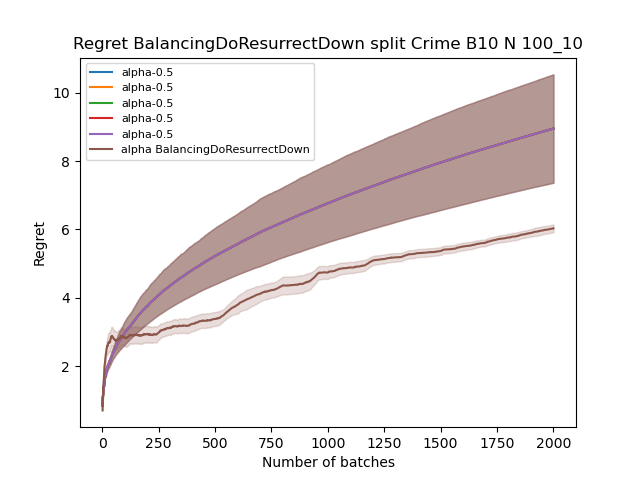 Regret BalancingDoResurrectDown split Crime B10 N 100_10
alpha-0.5
alpha-0.5
alpha-0.5
alpha-0.5
alpha-0.5
alpha BalancingDoResurrectDown
10
8
6
4
2
Regret
0 250 500 750 1000 1250 1500 1750 2000
Number of batches